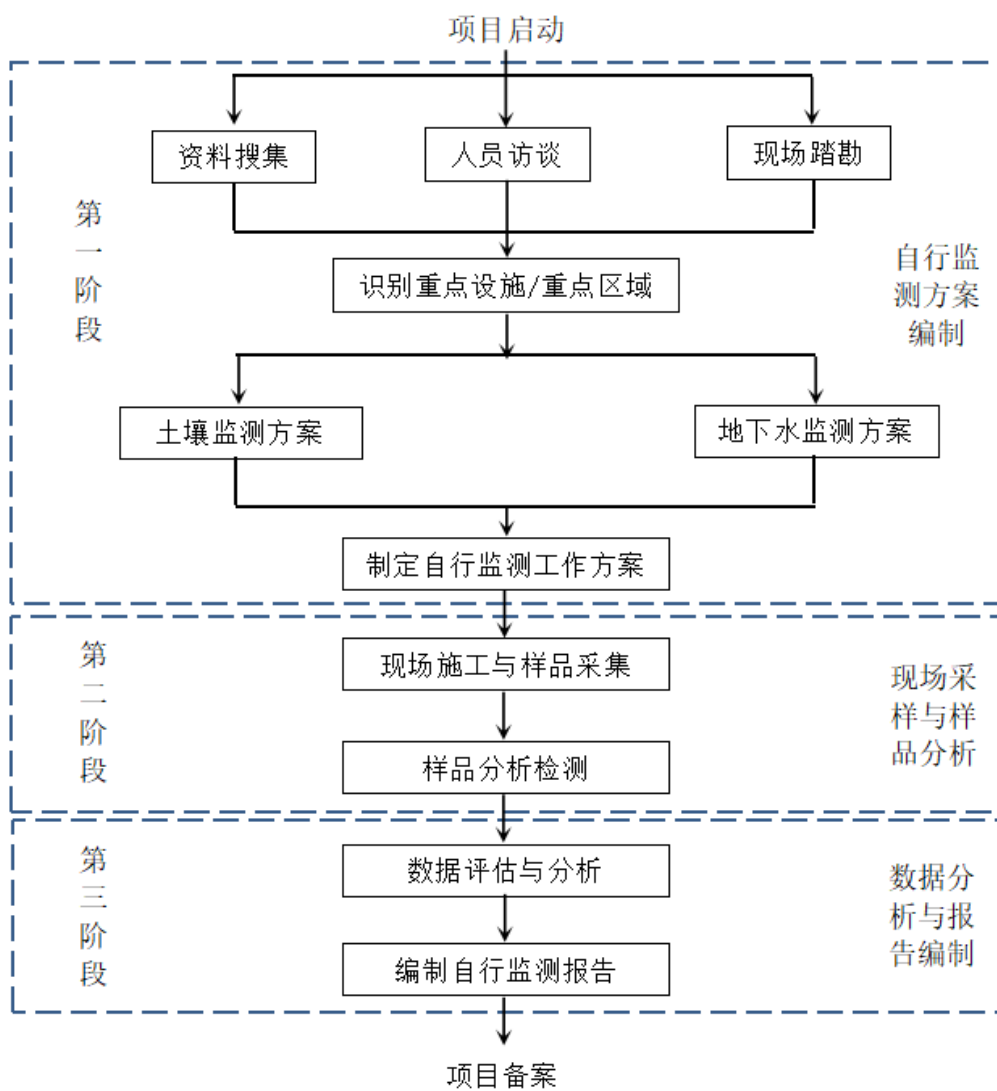 项目启动
资料搜集
人员访谈
现场踏勘
第
一
阶
段
自行监
测方案
编制
识别重点设施/重点区域
土壤监测方案
地下水监测方案
制定自行监测工作方案
第
二
阶
段
现场施工与样品采集
现场采
样与样
品分析
样品分析检测
第
三
阶
段
数据评估与分析
数据分
析与报
告编制
编制自行监测报告
项目备案